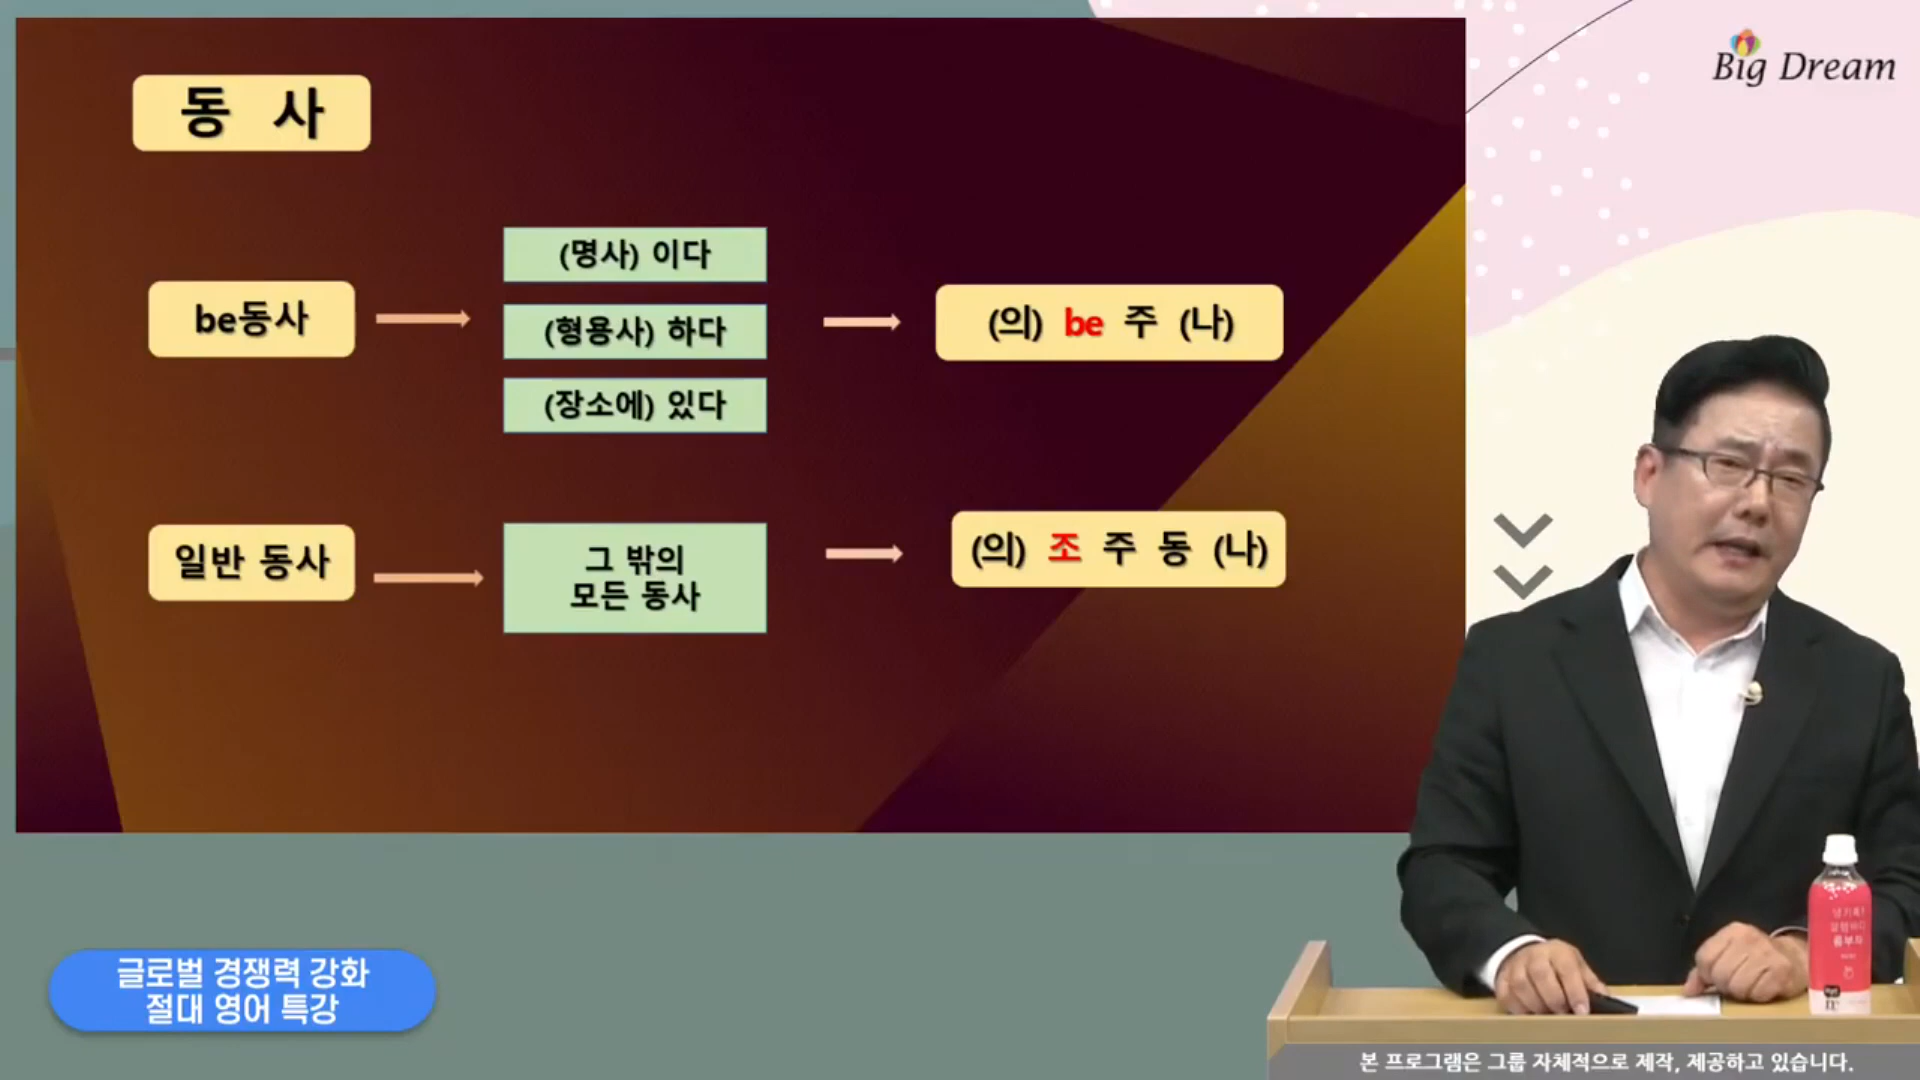 Big Dream
동 사
be동사
(명사) 이다
(형용사) 하다
(장소에) 있다
(의) be 주 (나)
일반 동사
그 밖의
모든 동사
(의) 조 주 동 (나)
글로벌 경쟁력 강화
절대 영어 특강
본 프로그램은 그룹 자체적으로 제작, 제공하고 있습니다.